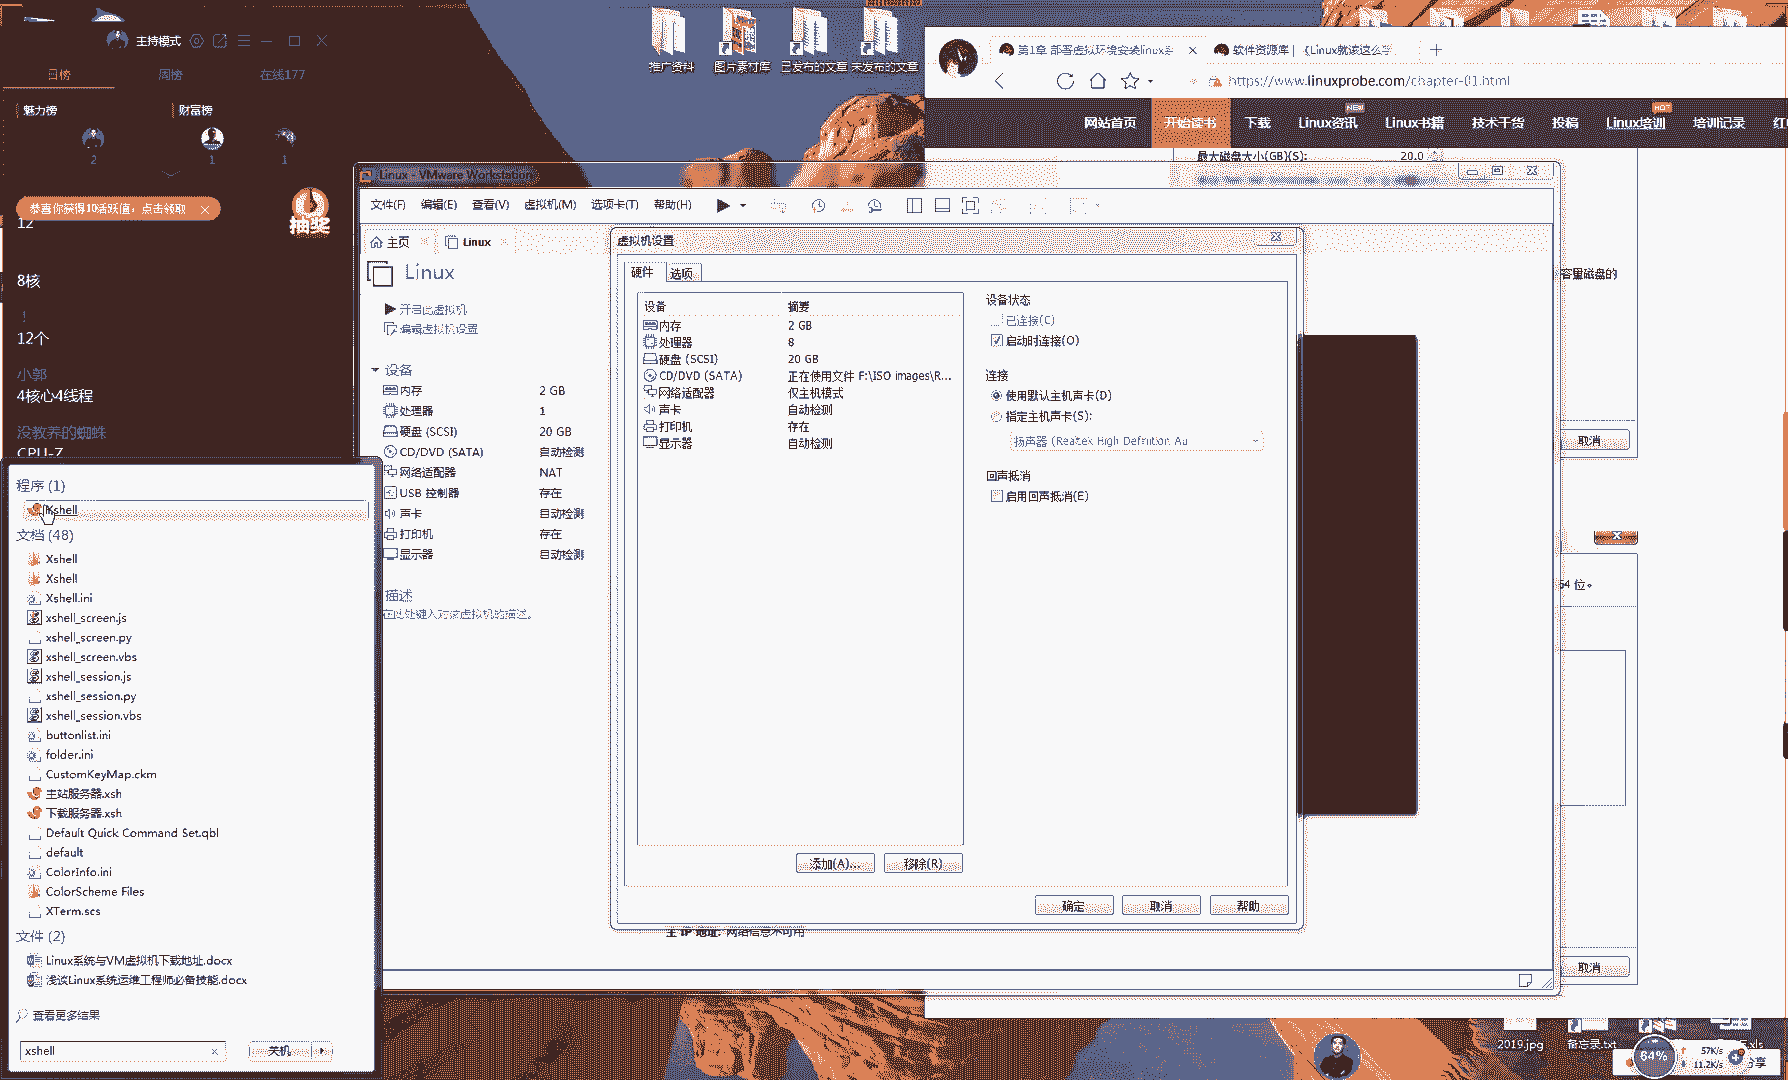 主持模式
日榜
周榜
在线177
魅力榜
财富榜
2
1
1
恭喜你获得10活跃值，点击领取
抽奖
12
8核
！
12个
小郭
4核心4线程
没教养的蜘蛛
CPU-Z
推广资料
图片素材库
已发布的文章
未发布的文章
第1章 部署虚拟环境安装linux系
软件资源库 | 《Linux就该这么学
https://www.linuxprobe.com/chapter-01.html
网站首页
开始读书
下载
NEW
Linux资讯
Linux书籍
技术干货
投稿
HOT
Linux培训
培训记录
红
最大磁盘大小(GB)(S):
20.0
容里磁盘的
取消
64 位。
取消
Linux - VMware Workstation
文件(F)
编辑(E)
查看(V)
虚拟机(M)
选项卡(T)
帮助(H)
主页
Linux
Linux
开启此虚拟机
编辑虚拟机设置
设备
内存 2 GB
处理器 1
硬盘 (SCSI) 20 GB
CD/DVD (SATA) 自动检测
网络适配器 NAT
USB 控制器 存在
声卡 自动检测
打印机 存在
显示器 自动检测
描述
在此处键入对该虚拟机的描述。
虚拟机设置
硬件
选项
设备 摘要
内存 2 GB
处理器 8
硬盘 (SCSI) 20 GB
CD/DVD (SATA) 正在使用文件 F:\ISO images\R...
网络适配器 仅主机模式
声卡 自动检测
打印机 存在
显示器 自动检测
添加(A)...
移除(R)
设备状态
已连接(C)
启动时连接(O)
连接
使用默认主机声卡(D)
指定主机声卡(S):
扬声器 (Realtek High Definition Au
回声抵消
启用回声抵消(E)
确定
取消
帮助
主 IP 地址: 网络信息不可用
程序 (1)
Xshell
文档 (48)
Xshell
Xshell
Xshell.ini
xshell_screen.js
xshell_screen.py
xshell_screen.vbs
xshell_session.js
xshell_session.py
xshell_session.vbs
buttonlist.ini
folder.ini
CustomKeyMap.ckm
主站服务器.xsh
下载服务器.xsh
Default Quick Command Set.qbl
default
ColorInfo.ini
ColorScheme Files
XTerm.scs
文件 (2)
Linux系统与VM虚拟机下载地址.docx
浅谈Linux系统运维工程师必备技能.docx
查看更多结果
xshell
关机
2019.jpg
备忘录.txt
.xls
64%
57K/s
11.2K/s
分享